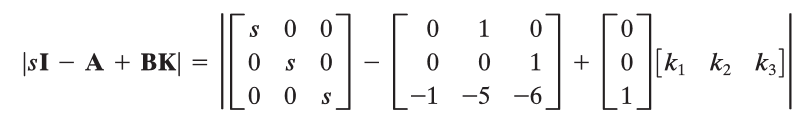 |sI − A + BK| = |[s 0 0; 0 s 0; 0 0 s] − [0 1 0; 0 0 1; −1 −5 −6] + [0; 0; 1][k₁ k₂ k₃]|